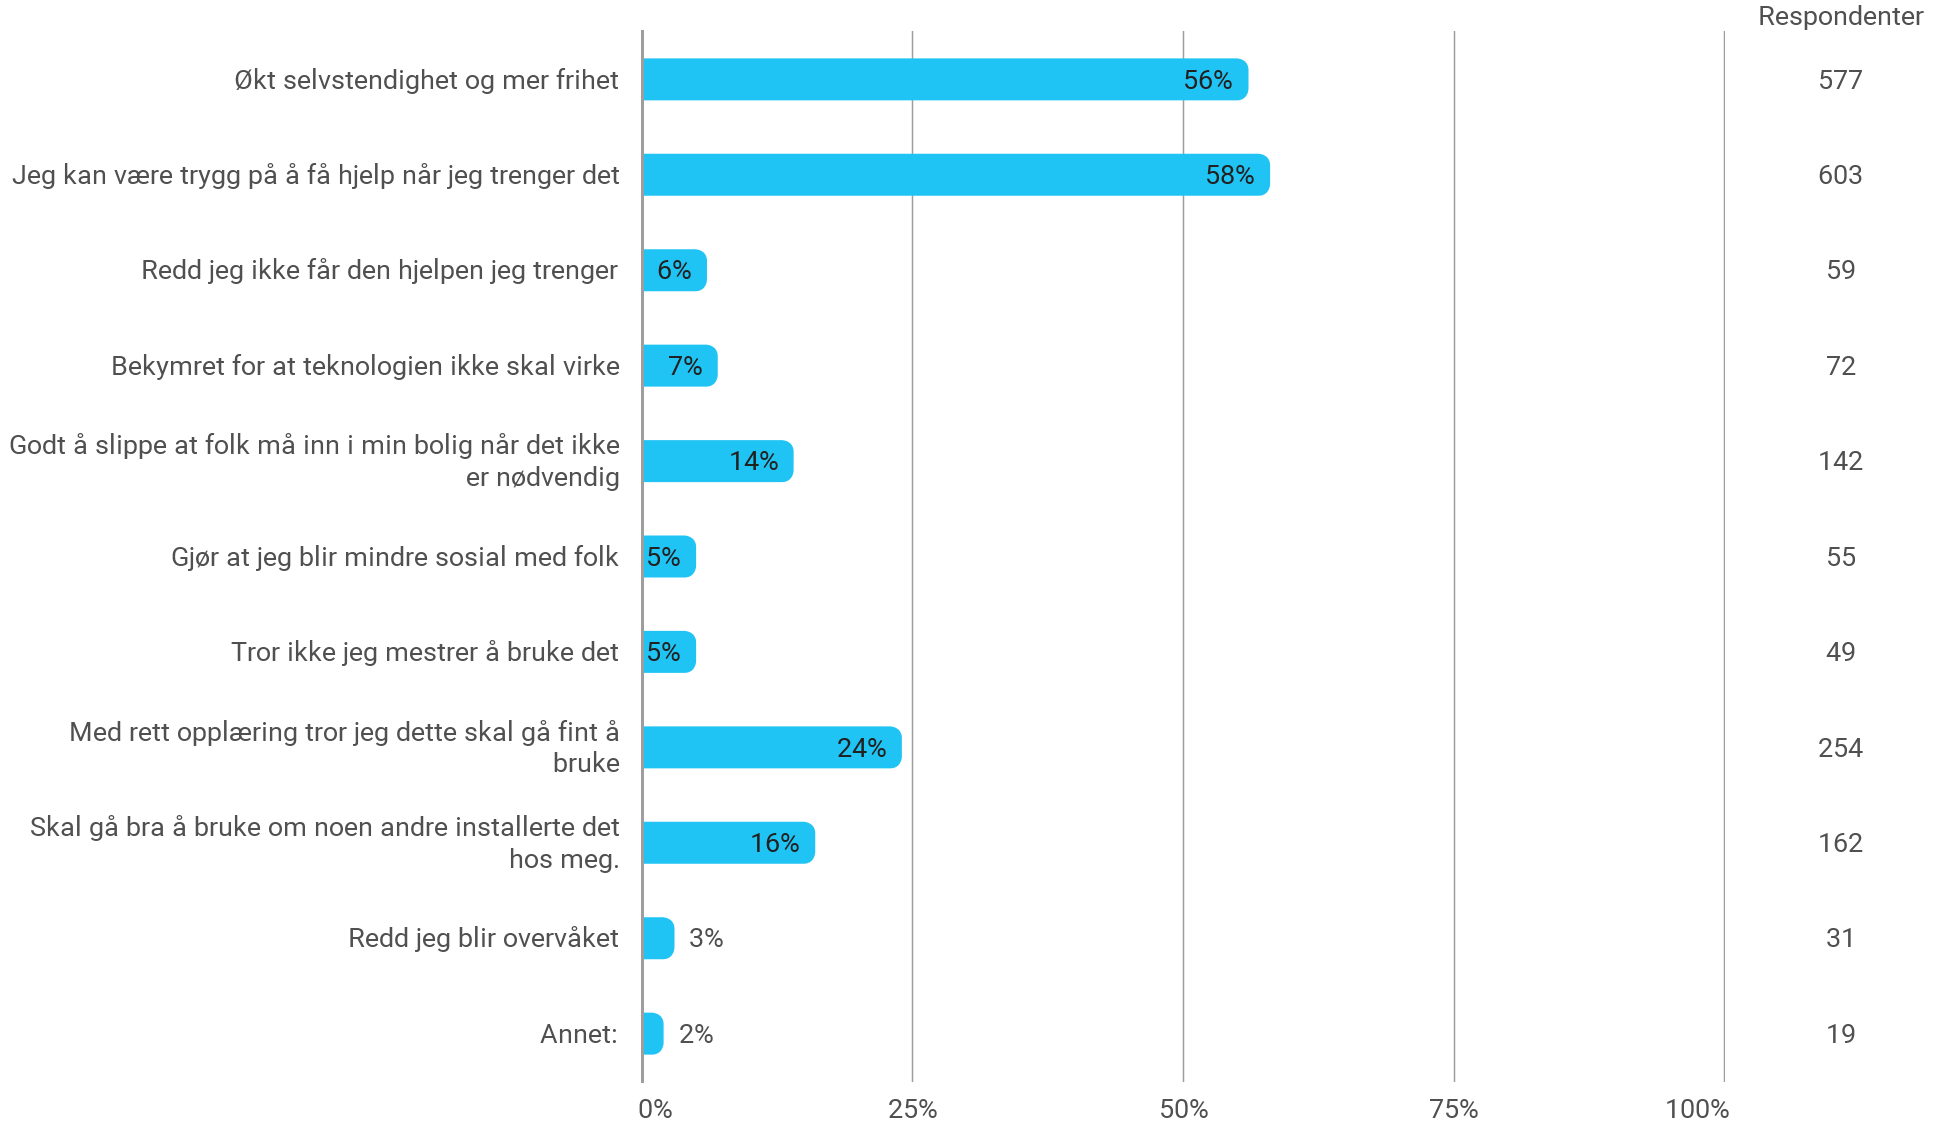 Respondenter
Økt selvstendighet og mer frihet 56% 577
Jeg kan være trygg på å få hjelp når jeg trenger det 58% 603
Redd jeg ikke får den hjelpen jeg trenger 6% 59
Bekymret for at teknologien ikke skal virke 7% 72
Godt å slippe at folk må inn i min bolig når det ikke
er nødvendig 14% 142
Gjør at jeg blir mindre sosial med folk 5% 55
Tror ikke jeg mestrer å bruke det 5% 49
Med rett opplæring tror jeg dette skal gå fint å
bruke 24% 254
Skal gå bra å bruke om noen andre installerte det
hos meg. 16% 162
Redd jeg blir overvåket 3% 31
Annet: 2% 19
0% 25% 50% 75% 100%